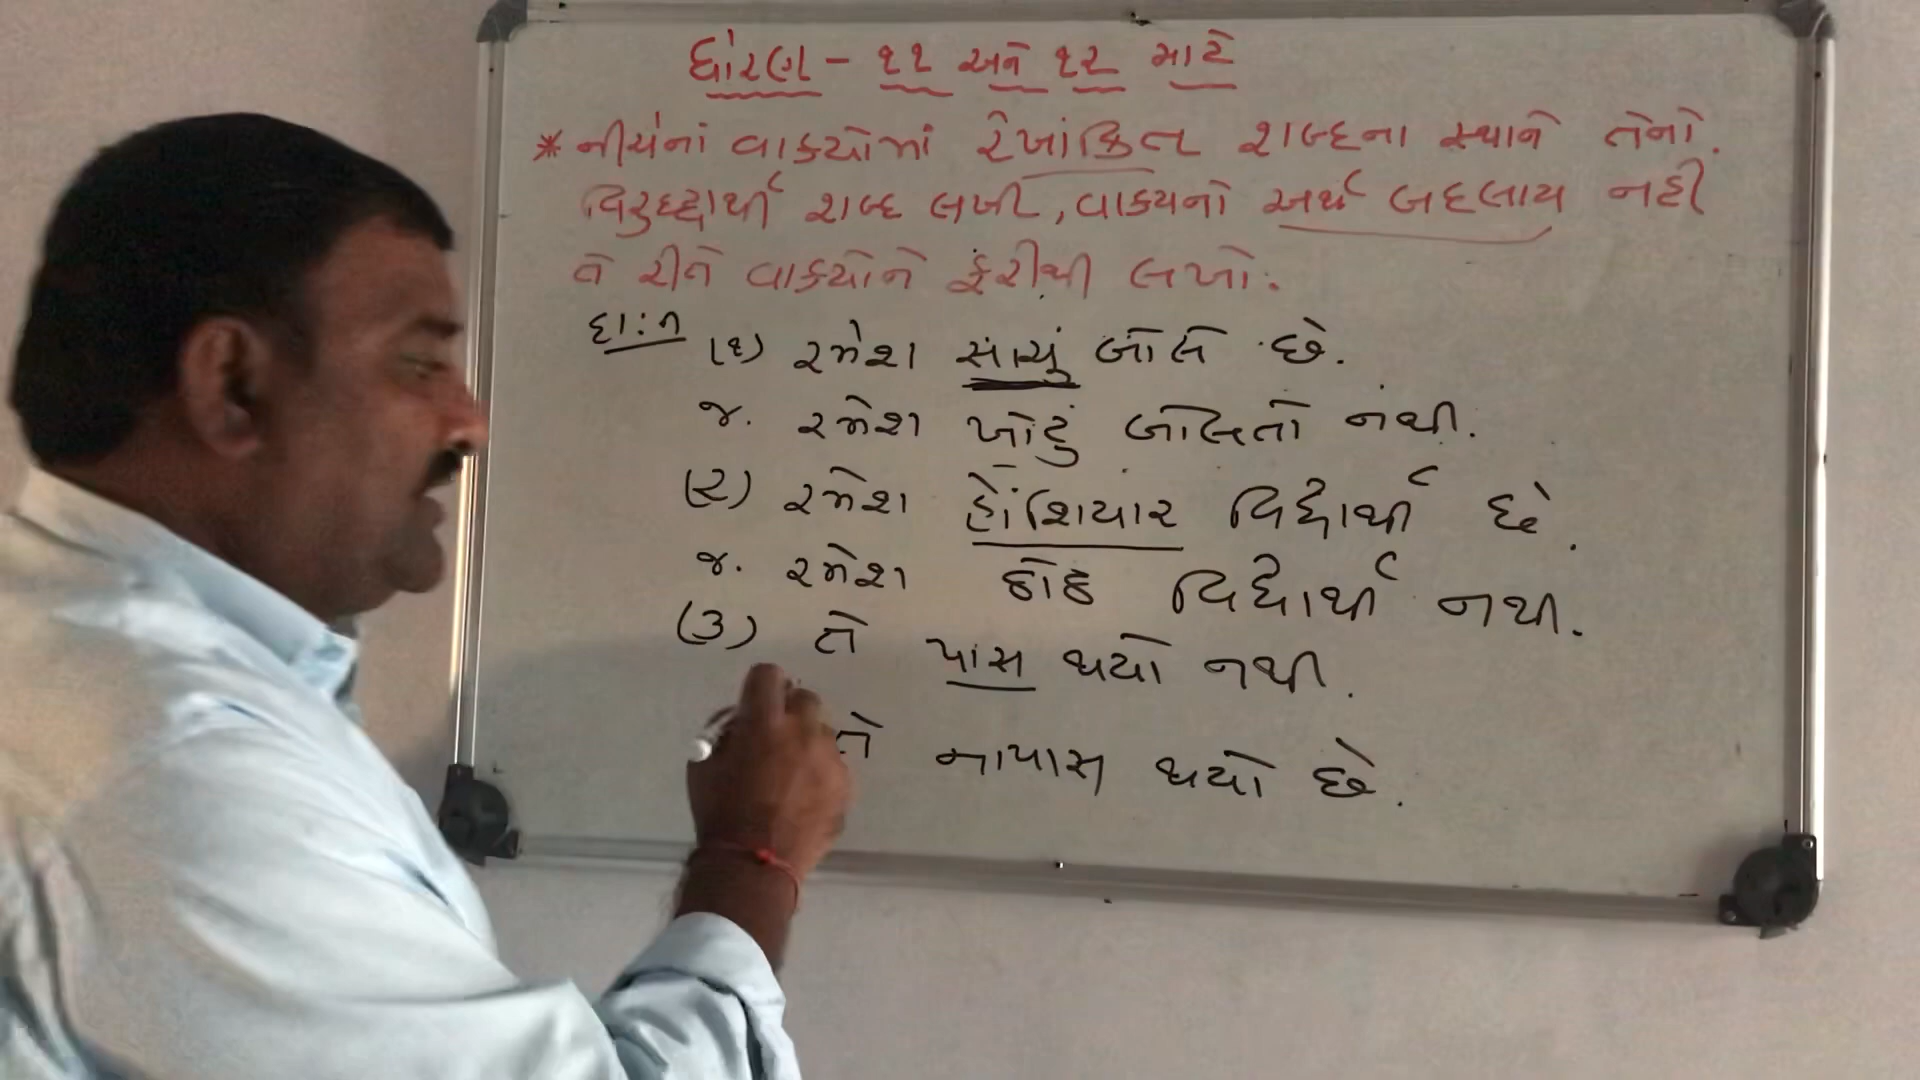 ધોરણ - ૧૧ અને ૧૨ માટે
* નીચેનાં વાક્યોમાં રેખાંકિત શબ્દના સ્થાને તેનો
વિરુદ્ધાર્થી શબ્દ લખી, વાક્યનો અર્થ બદલાય નહી
તે રીતે વાક્યોને ફેરીથી લખો.
દા:ત (૧) રમેશ સાચું બોલે છે.
જ. રમેશ ખોટું બોલતો નથી.
(૨) રમેશ હોંશિયાર વિદ્યાર્થી છે.
જ. રમેશ ઠોઠ વિદ્યાર્થી નથી.
(૩) તે પાસ થયો નથી.
તે નાપાસ થયો છે.